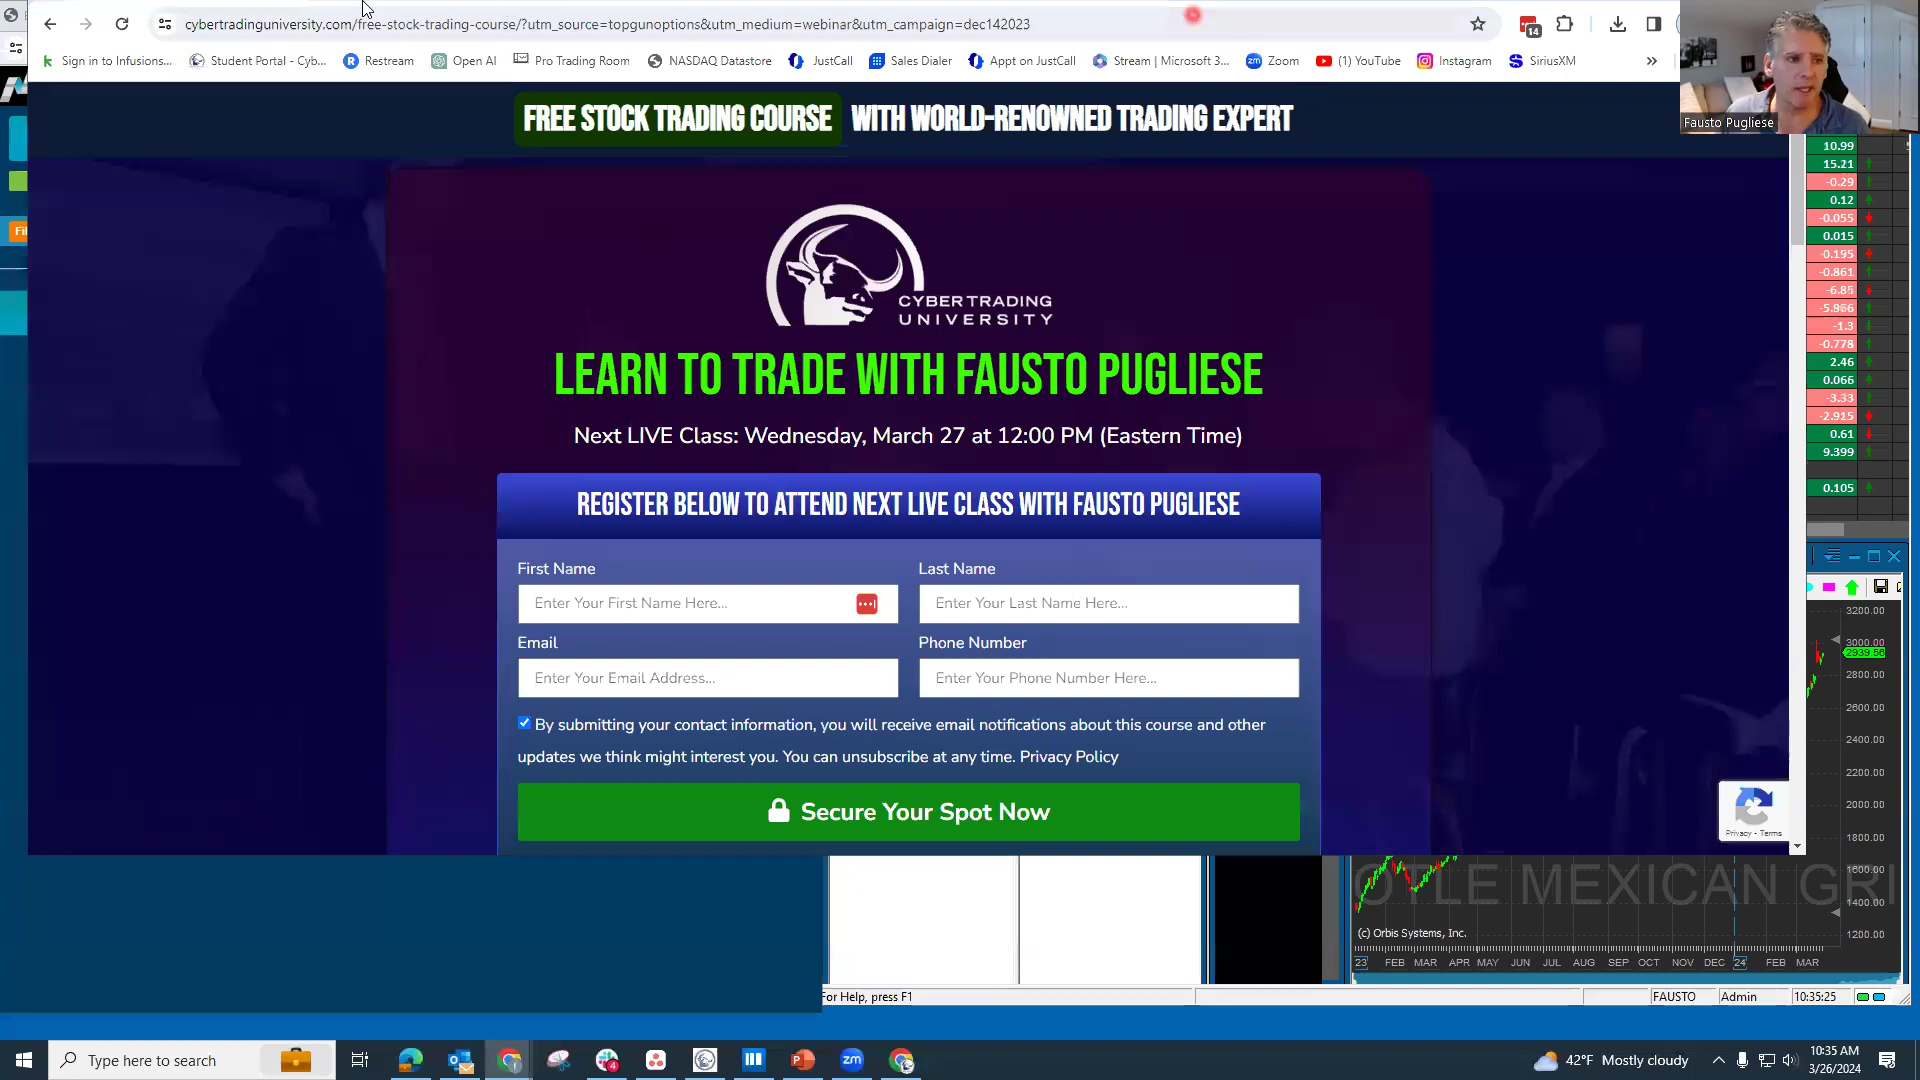 cybertradinguniversity.com/free-stock-trading-course/?utm_source=topgunoptions&utm_medium=webinar&utm_campaign=dec142023
14
Sign in to Infusions...
Student Portal - Cyb...
Restream
Open AI
Pro Trading Room
NASDAQ Datastore
JustCall
Sales Dialer
Appt on JustCall
Stream | Microsoft 3...
Zoom
(1) YouTube
Instagram
SiriusXM
»
Fausto Pugliese
FREE STOCK TRADING COURSE WITH WORLD-RENOWNED TRADING EXPERT
CYBERTRADING
UNIVERSITY
LEARN TO TRADE WITH FAUSTO PUGLIESE
Next LIVE Class: Wednesday, March 27 at 12:00 PM (Eastern Time)
REGISTER BELOW TO ATTEND NEXT LIVE CLASS WITH FAUSTO PUGLIESE
First Name
Last Name
Enter Your First Name Here...
Enter Your Last Name Here...
Email
Phone Number
Enter Your Email Address...
Enter Your Phone Number Here...
By submitting your contact information, you will receive email notifications about this course and other
updates we think might interest you. You can unsubscribe at any time. Privacy Policy
Secure Your Spot Now
Privacy - Terms
10.99
15.21
-0.29
0.12
-0.055
0.015
-0.195
-0.861
-6.85
-5.866
-1.3
-0.778
2.46
0.066
-3.33
-2.915
0.61
9.399
0.105
3200.00
3000.00
2939.56
2800.00
2600.00
2400.00
2200.00
2000.00
1800.00
1600.00
1400.00
1200.00
OTLE MEXICAN GRI
(c) Orbis Systems, Inc.
23 FEB MAR APR MAY JUN JUL AUG SEP OCT NOV DEC 24 FEB MAR
For Help, press F1
FAUSTO
Admin
10:35:25
Type here to search
42°F Mostly cloudy
10:35 AM
3/26/2024